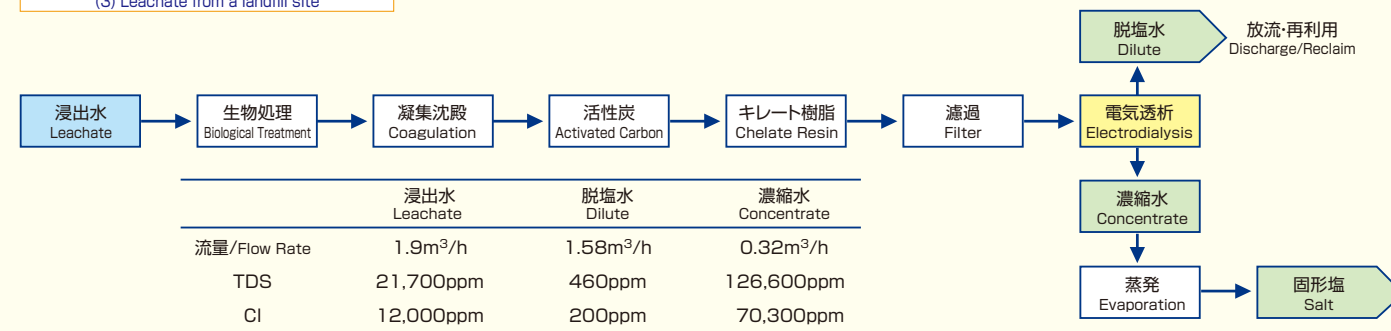 (3) Leachate from a landfill site
脱塩水
Dilute
放流・再利用
Discharge/Reclaim
浸出水
Leachate
生物処理
Biological Treatment
凝集沈殿
Coagulation
活性炭
Activated Carbon
キレート樹脂
Chelate Resin
濾過
Filter
電気透析
Electrodialysis
浸出水 脱塩水 濃縮水
Leachate Dilute Concentrate
流量/Flow Rate 1.9m³/h 1.58m³/h 0.32m³/h
TDS 21,700ppm 460ppm 126,600ppm
Cl 12,000ppm 200ppm 70,300ppm
濃縮水
Concentrate
蒸発
Evaporation
固形塩
Salt